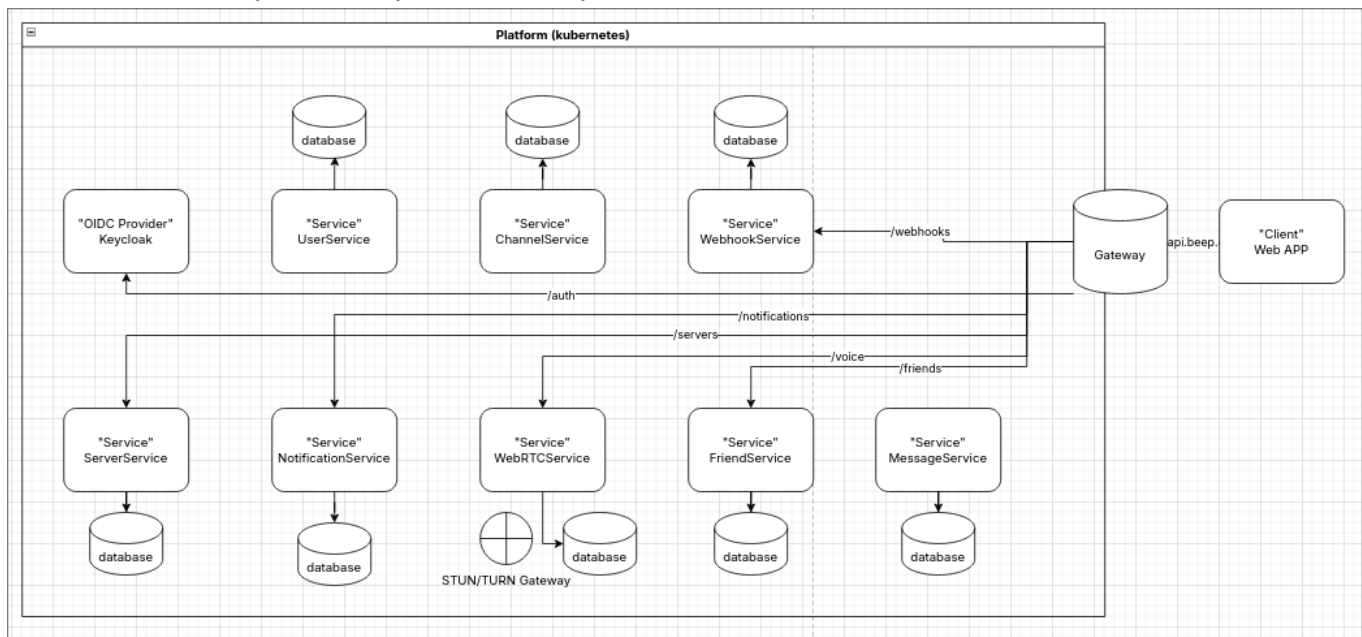 Platform (kubernetes)
database
database
database
"OIDC Provider"
Keycloak
"Service"
UserService
"Service"
ChannelService
"Service"
WebhookService
/webhooks
Gateway
api.beep.
"Client"
Web APP
/auth
/notifications
/servers
/voice
/friends
"Service"
ServerService
"Service"
NotificationService
"Service"
WebRTCService
"Service"
FriendService
"Service"
MessageService
database
database
database
database
database
STUN/TURN Gateway